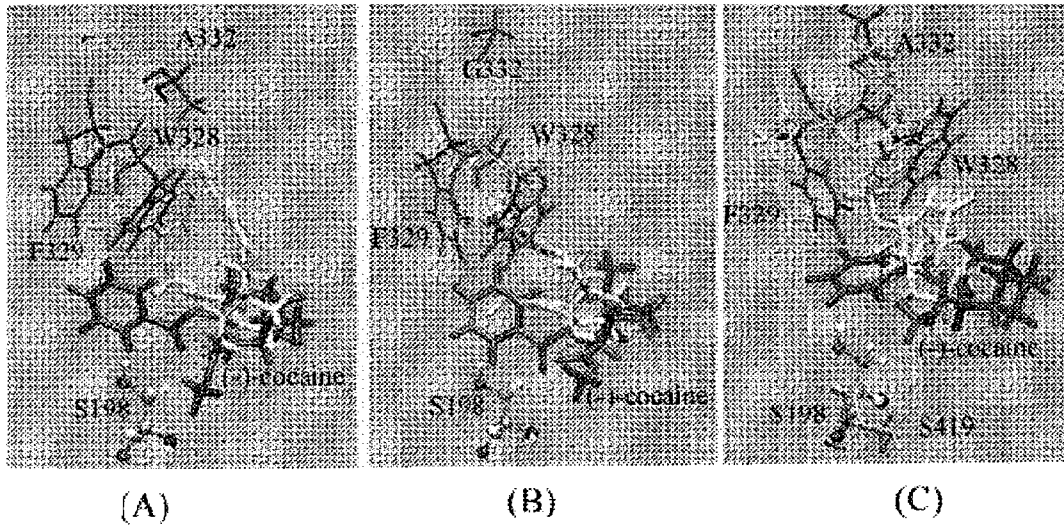 A332
W328
F329
(-)-cocaine
S198
(A)
G332
W328
F329
(-)-cocaine
S198
(B)
A332
W328
F329
(-)-cocaine
S198
S419
(C)